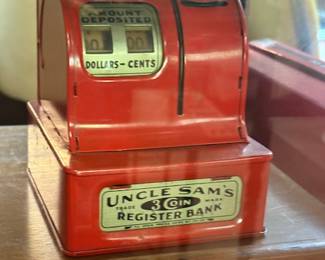 AMOUNT
DEPOSITED
DOLLARS-CENTS
UNCLE SAM'S
TRADE 3 COIN MARK
REGISTER BANK